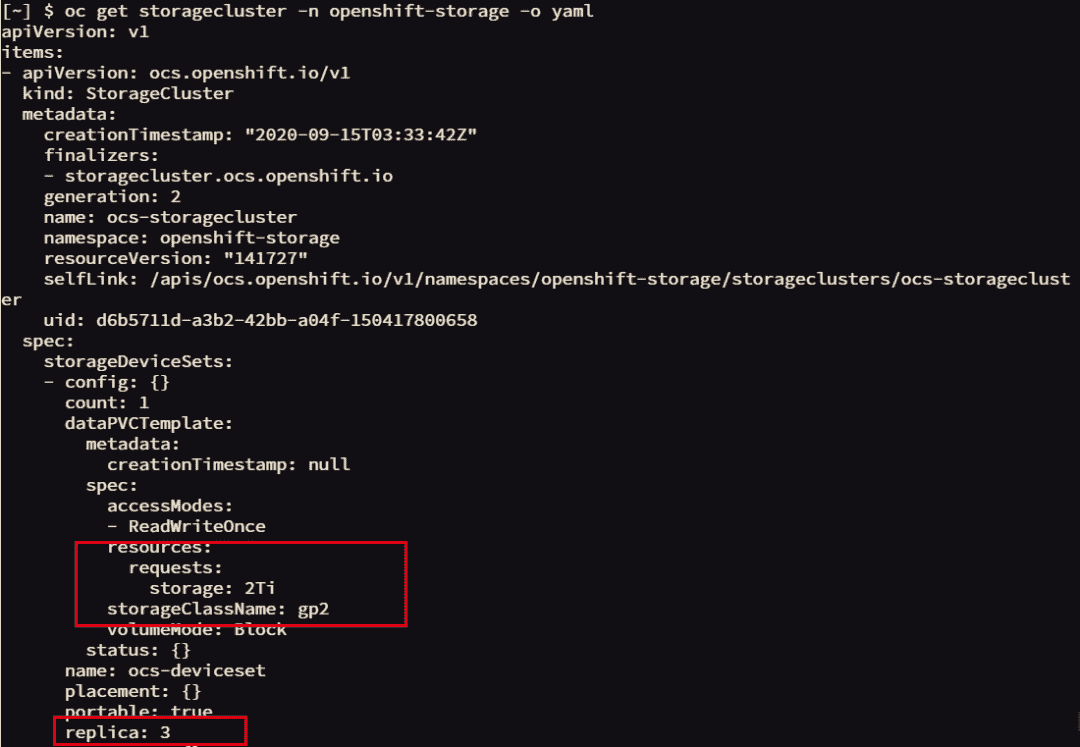 [~] $ oc get storagecluster -n openshift-storage -o yaml
apiVersion: v1
items:
- apiVersion: ocs.openshift.io/v1
  kind: StorageCluster
  metadata:
    creationTimestamp: "2020-09-15T03:33:42Z"
    finalizers:
    - storagecluster.ocs.openshift.io
    generation: 2
    name: ocs-storagecluster
    namespace: openshift-storage
    resourceVersion: "141727"
    selfLink: /apis/ocs.openshift.io/v1/namespaces/openshift-storage/storageclusters/ocs-storageclust
er
    uid: d6b5711d-a3b2-42bb-a04f-150417800658
  spec:
    storageDeviceSets:
    - config: {}
      count: 1
      dataPVCTemplate:
        metadata:
          creationTimestamp: null
        spec:
          accessModes:
          - ReadWriteOnce
          resources:
            requests:
              storage: 2Ti
          storageClassName: gp2
          volumeMode: Block
        status: {}
      name: ocs-deviceset
      placement: {}
      portable: true
      replica: 3